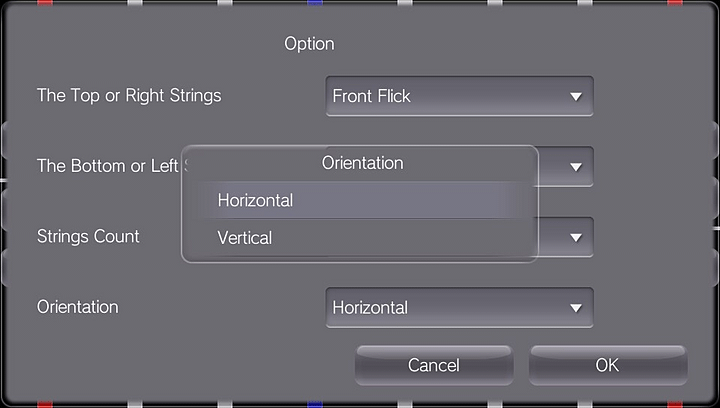 Option
The Top or Right Strings
Front Flick
The Bottom or Left
Orientation
Horizontal
Vertical
Strings Count
Orientation
Horizontal
Cancel
OK